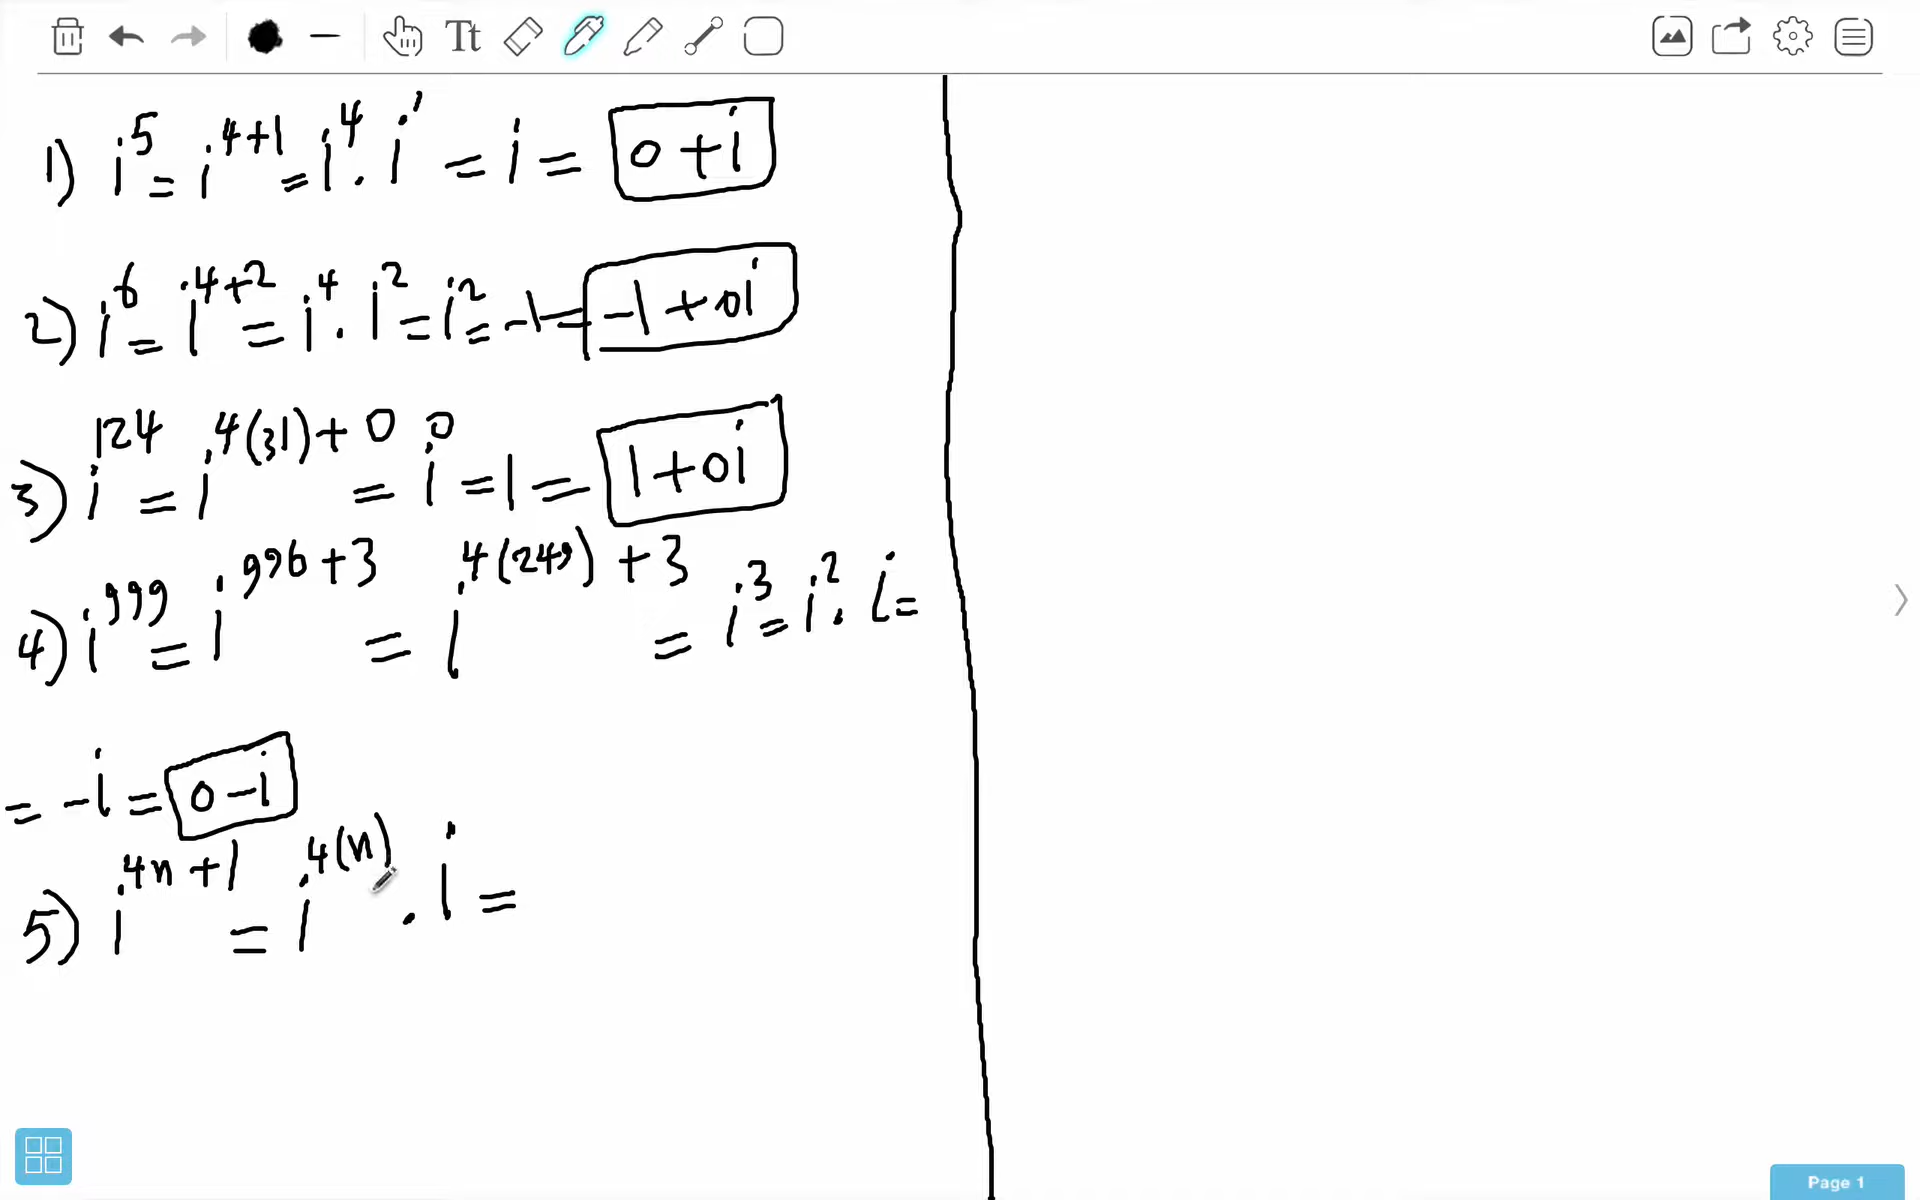 Tt
1) i^5 = i^{4+1} = i^4 · i^1 = i = 0 + i
2) i^6 = i^{4+2} = i^4 · i^2 = i^2 = -1 = -1 + 0i
3) i^{124} = i^{4(31)+0} = i^0 = 1 = 1 + 0i
4) i^{999} = i^{996+3} = i^{4(249)+3} = i^3 = i^2 · i =
= -i = 0 - i
5) i^{4n+1} = i^{4(n)} · i =
Page 1